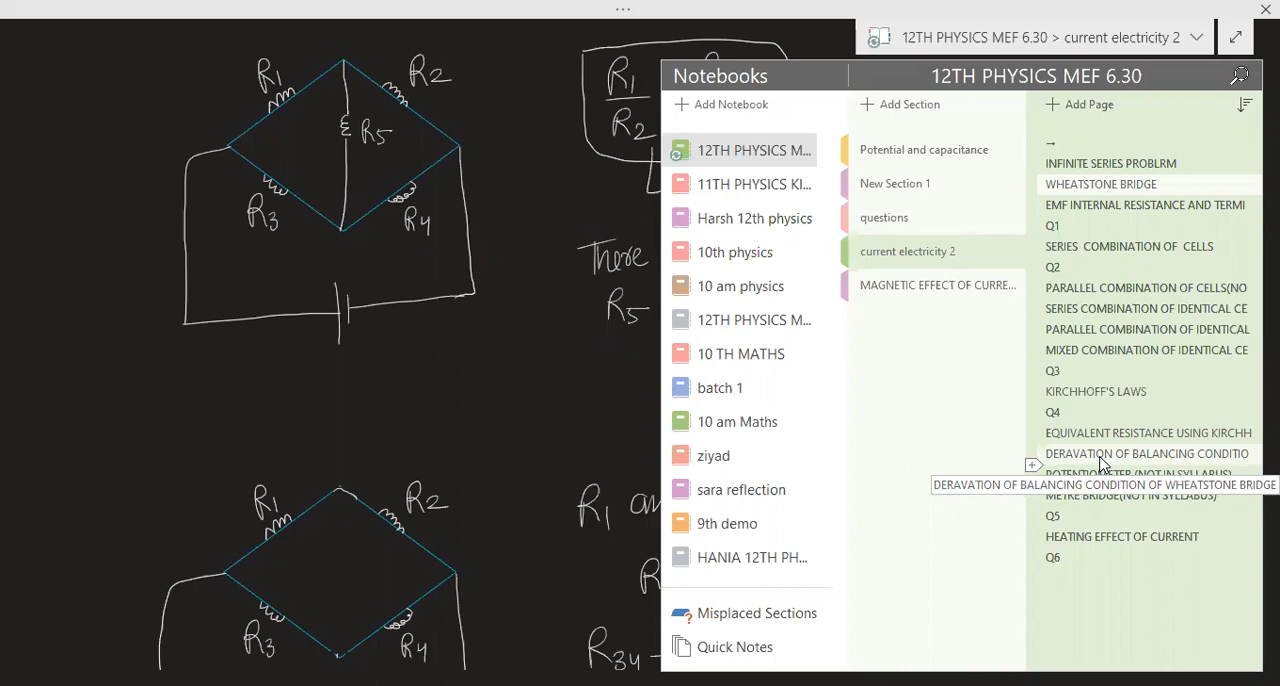 12TH PHYSICS MEF 6.30 > current electricity 2
Notebooks
12TH PHYSICS MEF 6.30
Add Notebook
Add Section
Add Page
12TH PHYSICS M...
11TH PHYSICS KI...
Harsh 12th physics
10th physics
10 am physics
12TH PHYSICS M...
10 TH MATHS
batch 1
10 am Maths
ziyad
sara reflection
9th demo
HANIA 12TH PH...
Misplaced Sections
Quick Notes
Potential and capacitance
New Section 1
questions
current electricity 2
MAGNETIC EFFECT OF CURRE...
→
INFINITE SERIES PROBLRM
WHEATSTONE BRIDGE
EMF INTERNAL RESISTANCE AND TERMI
Q1
SERIES COMBINATION OF CELLS
Q2
PARALLEL COMBINATION OF CELLS(NO
SERIES COMBINATION OF IDENTICAL CE
PARALLEL COMBINATION OF IDENTICAL
MIXED COMBINATION OF IDENTICAL CE
Q3
KIRCHHOFF'S LAWS
Q4
EQUIVALENT RESISTANCE USING KIRCHH
DERAVATION OF BALANCING CONDITIO
POTENTIOMETER (NOT IN SYLLABUS)
DERAVATION OF BALANCING CONDITION OF WHEATSTONE BRIDGE
METRE BRIDGE(NOT IN SYLLABUS)
Q5
HEATING EFFECT OF CURRENT
Q6
R1
R2
R5
R3
R4
R1
R2
There
R5
R1
R2
R3
R4
R1 an
R
R34 -